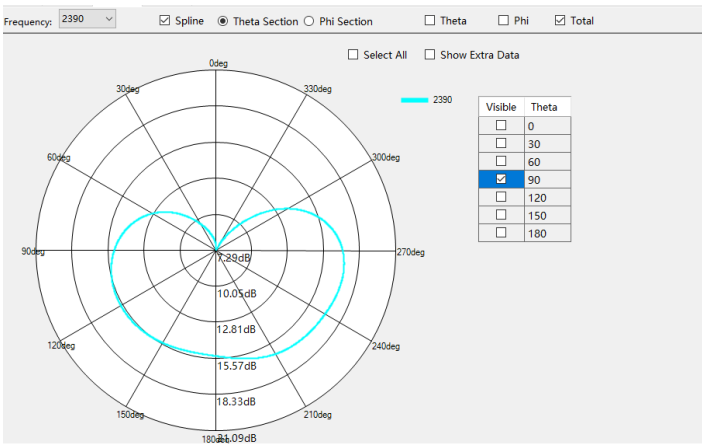 Frequency: 2390 Spline Theta Section Phi Section Theta Phi Total
Select All Show Extra Data
0deg
30deg 330deg
2390
Visible Theta
0
30
60
90
120
150
180
60deg 300deg
90deg 270deg
7.29dB
10.05dB
12.81dB
120deg 240deg
15.57dB
18.33dB
150deg 210deg
180deg 21.09dB